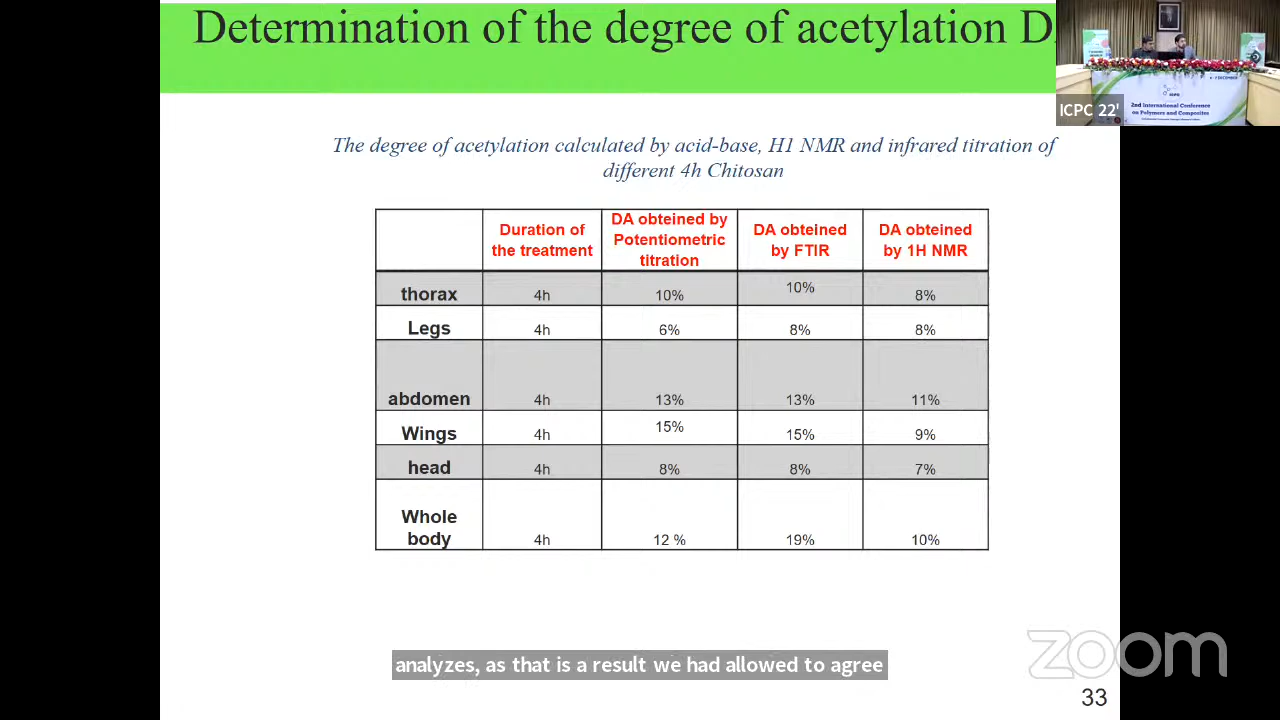 Determination of the degree of acetylation D
ICPC 22'
2nd International Conference
on Polymers and Composites
The degree of acetylation calculated by acid-base, H1 NMR and infrared titration of
different 4h Chitosan
Duration of the treatment DA obteined by Potentiometric titration DA obteined by FTIR DA obteined by 1H NMR
thorax 4h 10% 10% 8%
Legs 4h 6% 8% 8%
abdomen 4h 13% 13% 11%
Wings 4h 15% 15% 9%
head 4h 8% 8% 7%
Whole body 4h 12 % 19% 10%
analyzes, as that is a result we had allowed to agree
zoom
33